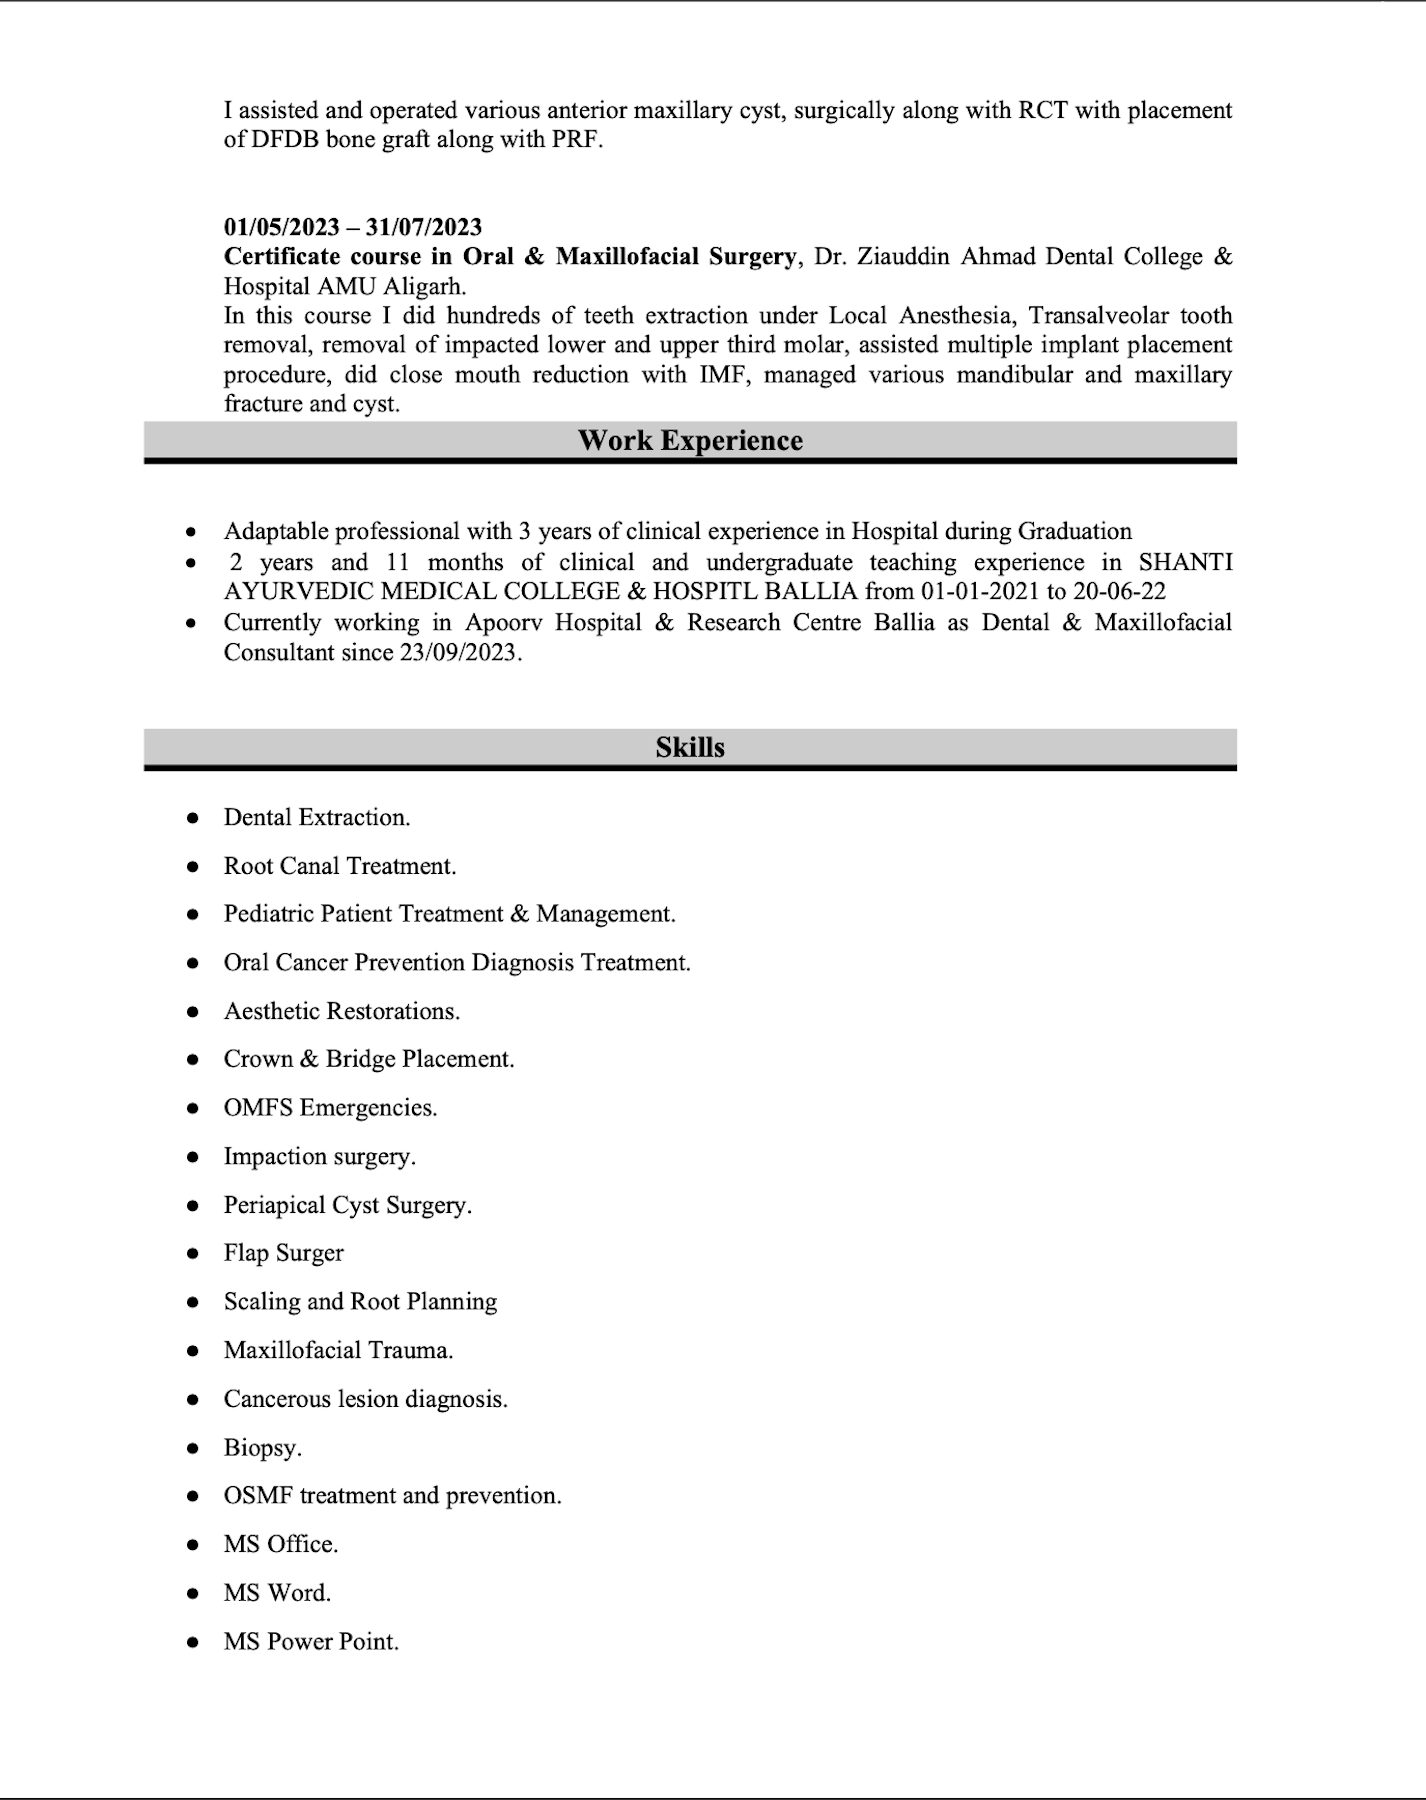 I assisted and operated various anterior maxillary cyst, surgically along with RCT with placement
of DFDB bone graft along with PRF.
01/05/2023 – 31/07/2023
Certificate course in Oral & Maxillofacial Surgery, Dr. Ziauddin Ahmad Dental College &
Hospital AMU Aligarh.
In this course I did hundreds of teeth extraction under Local Anesthesia, Transalveolar tooth
removal, removal of impacted lower and upper third molar, assisted multiple implant placement
procedure, did close mouth reduction with IMF, managed various mandibular and maxillary
fracture and cyst.
Work Experience
• Adaptable professional with 3 years of clinical experience in Hospital during Graduation
• 2 years and 11 months of clinical and undergraduate teaching experience in SHANTI
AYURVEDIC MEDICAL COLLEGE & HOSPITL BALLIA from 01-01-2021 to 20-06-22
• Currently working in Apoorv Hospital & Research Centre Ballia as Dental & Maxillofacial
Consultant since 23/09/2023.
Skills
• Dental Extraction.
• Root Canal Treatment.
• Pediatric Patient Treatment & Management.
• Oral Cancer Prevention Diagnosis Treatment.
• Aesthetic Restorations.
• Crown & Bridge Placement.
• OMFS Emergencies.
• Impaction surgery.
• Periapical Cyst Surgery.
• Flap Surger
• Scaling and Root Planning
• Maxillofacial Trauma.
• Cancerous lesion diagnosis.
• Biopsy.
• OSMF treatment and prevention.
• MS Office.
• MS Word.
• MS Power Point.